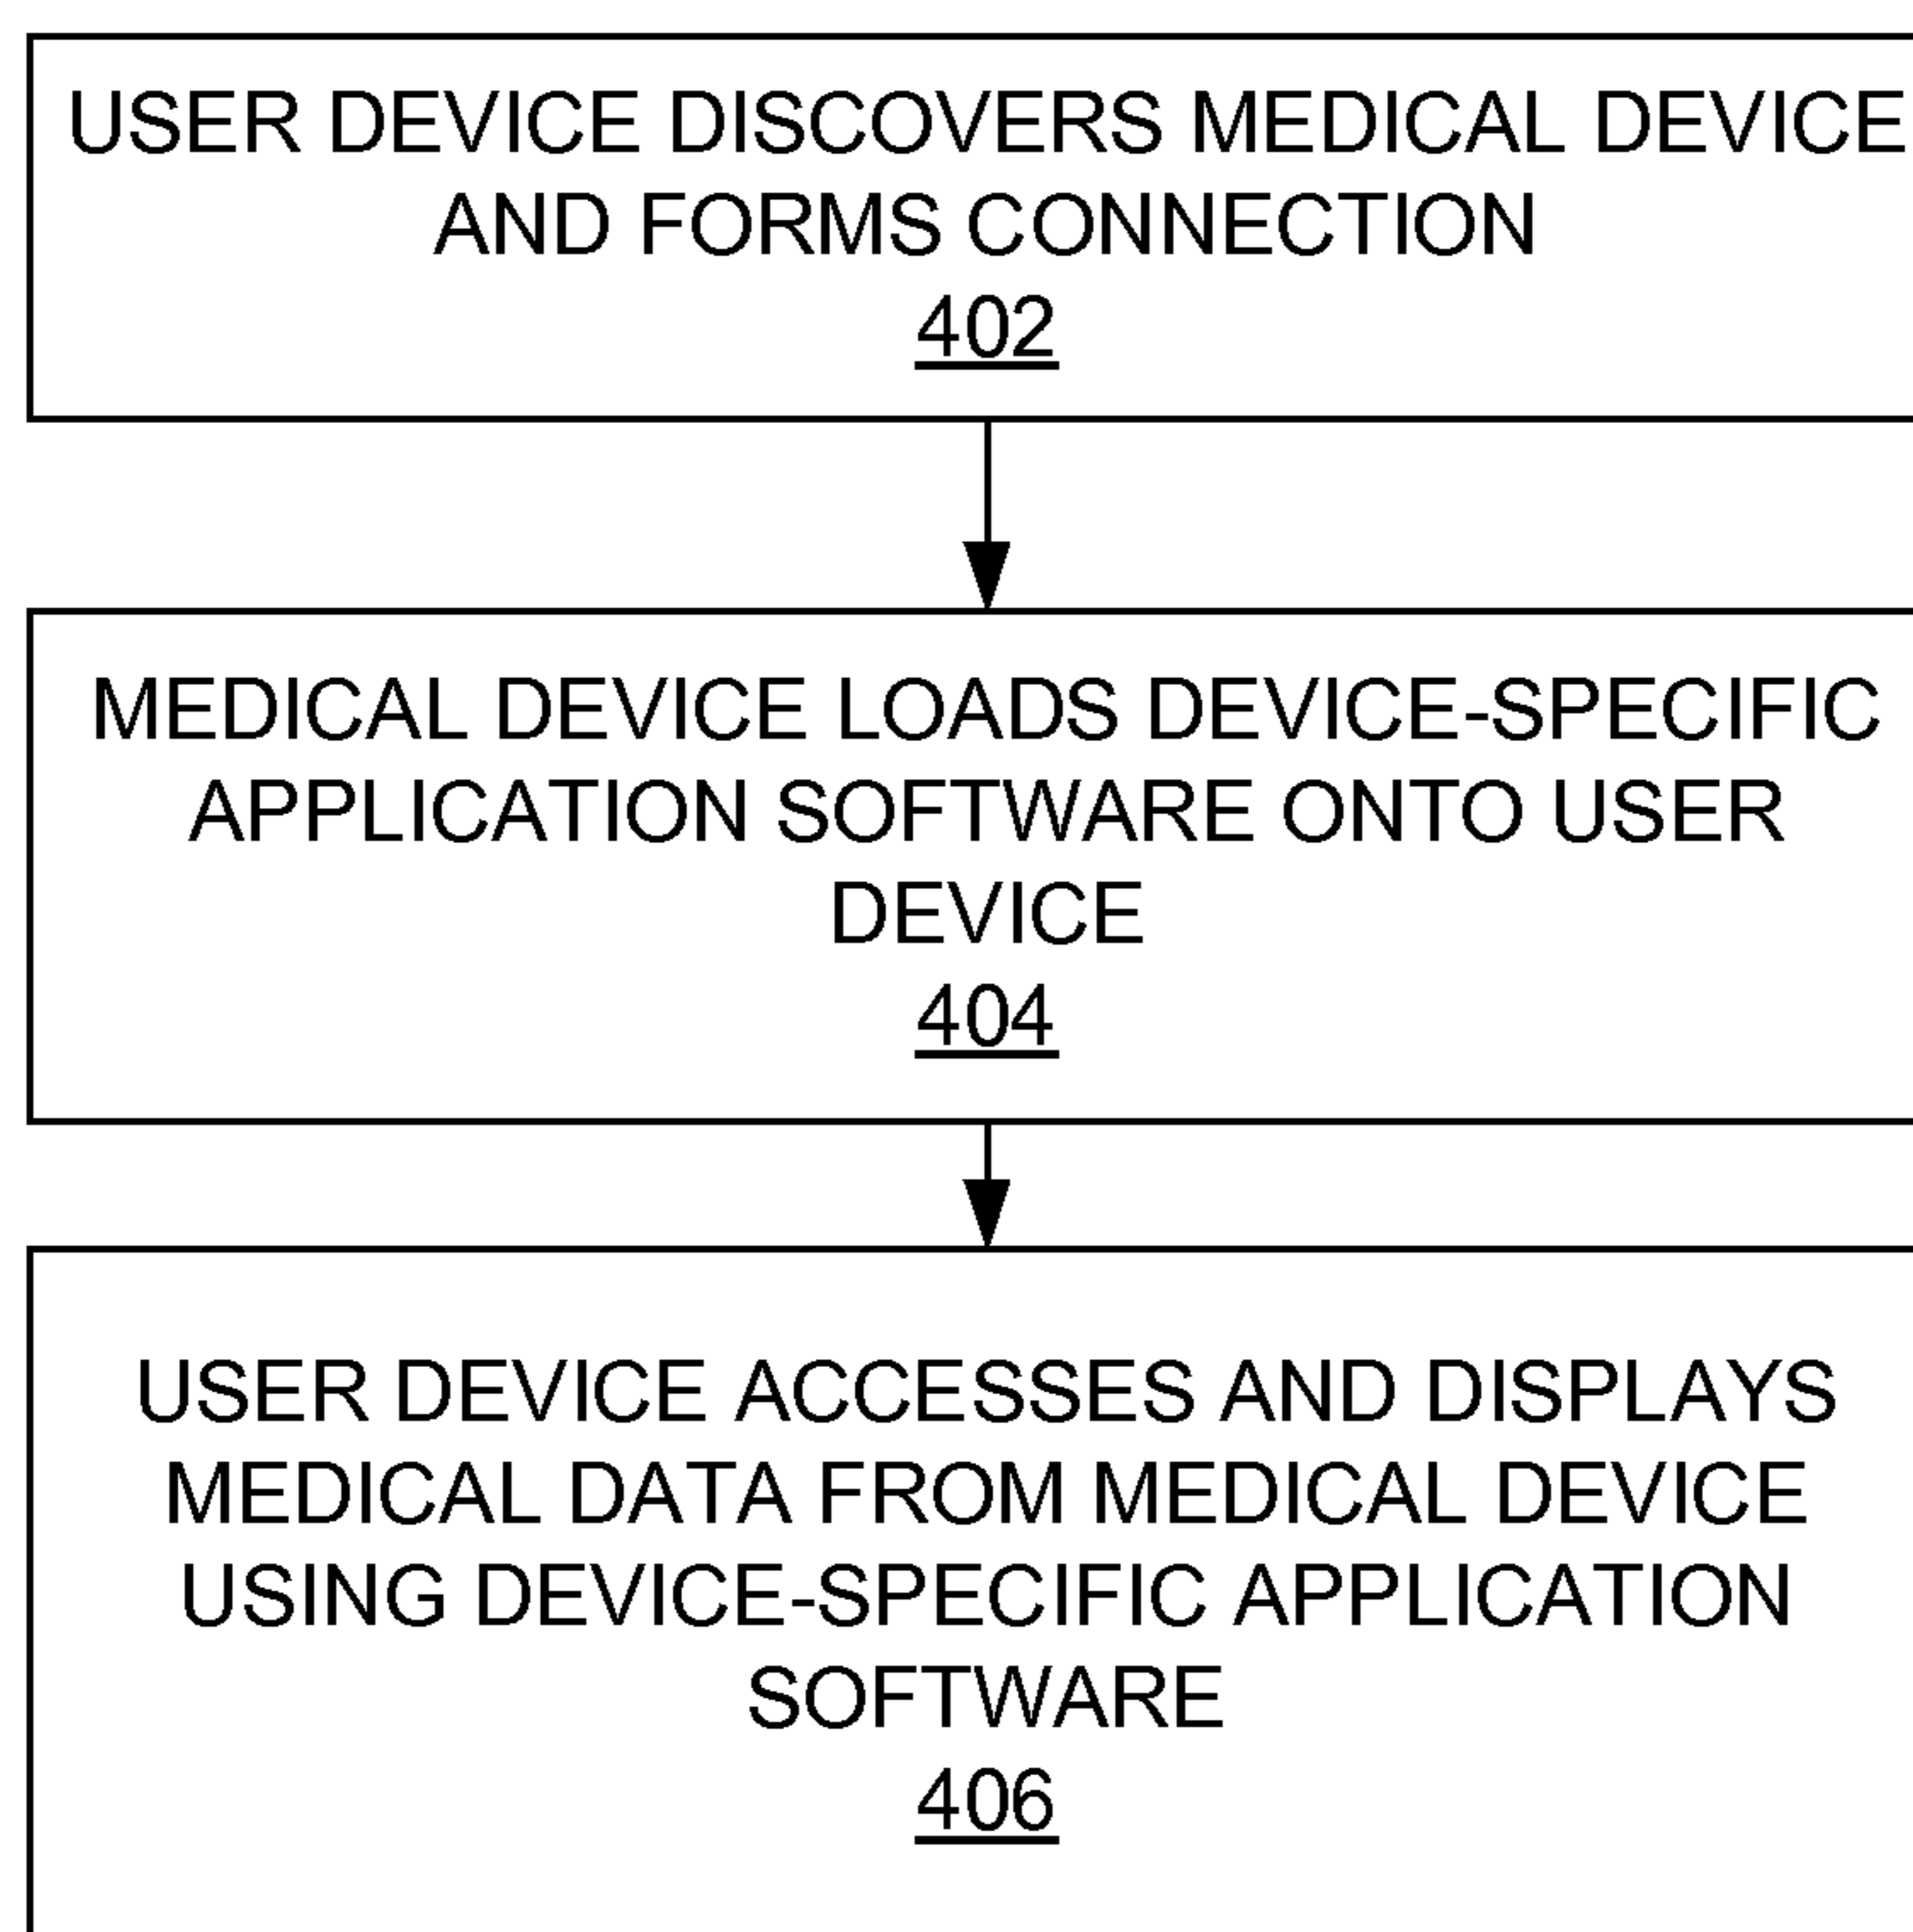 USER DEVICE DISCOVERS MEDICAL DEVICE
AND FORMS CONNECTION
402
MEDICAL DEVICE LOADS DEVICE-SPECIFIC
APPLICATION SOFTWARE ONTO USER
DEVICE
404
USER DEVICE ACCESSES AND DISPLAYS
MEDICAL DATA FROM MEDICAL DEVICE
USING DEVICE-SPECIFIC APPLICATION
SOFTWARE
406